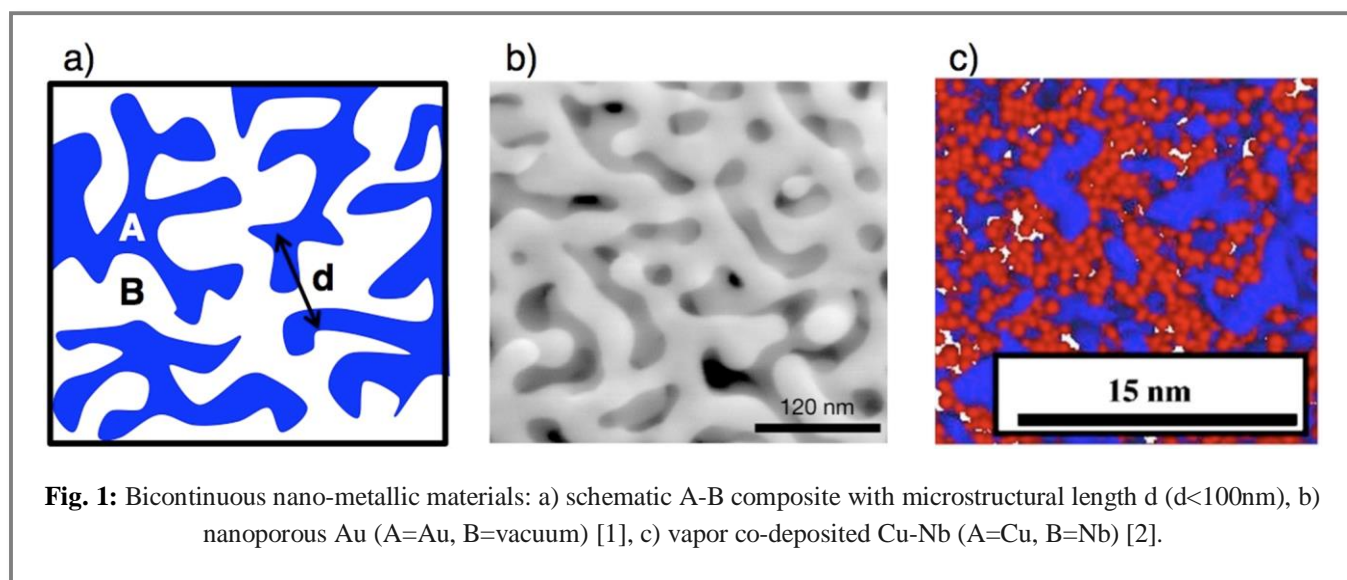 a)
b)
c)
A
B
d
120 nm
15 nm
Fig. 1: Bicontinuous nano-metallic materials: a) schematic A-B composite with microstructural length d (d<100nm), b)
nanoporous Au (A=Au, B=vacuum) [1], c) vapor co-deposited Cu-Nb (A=Cu, B=Nb) [2].